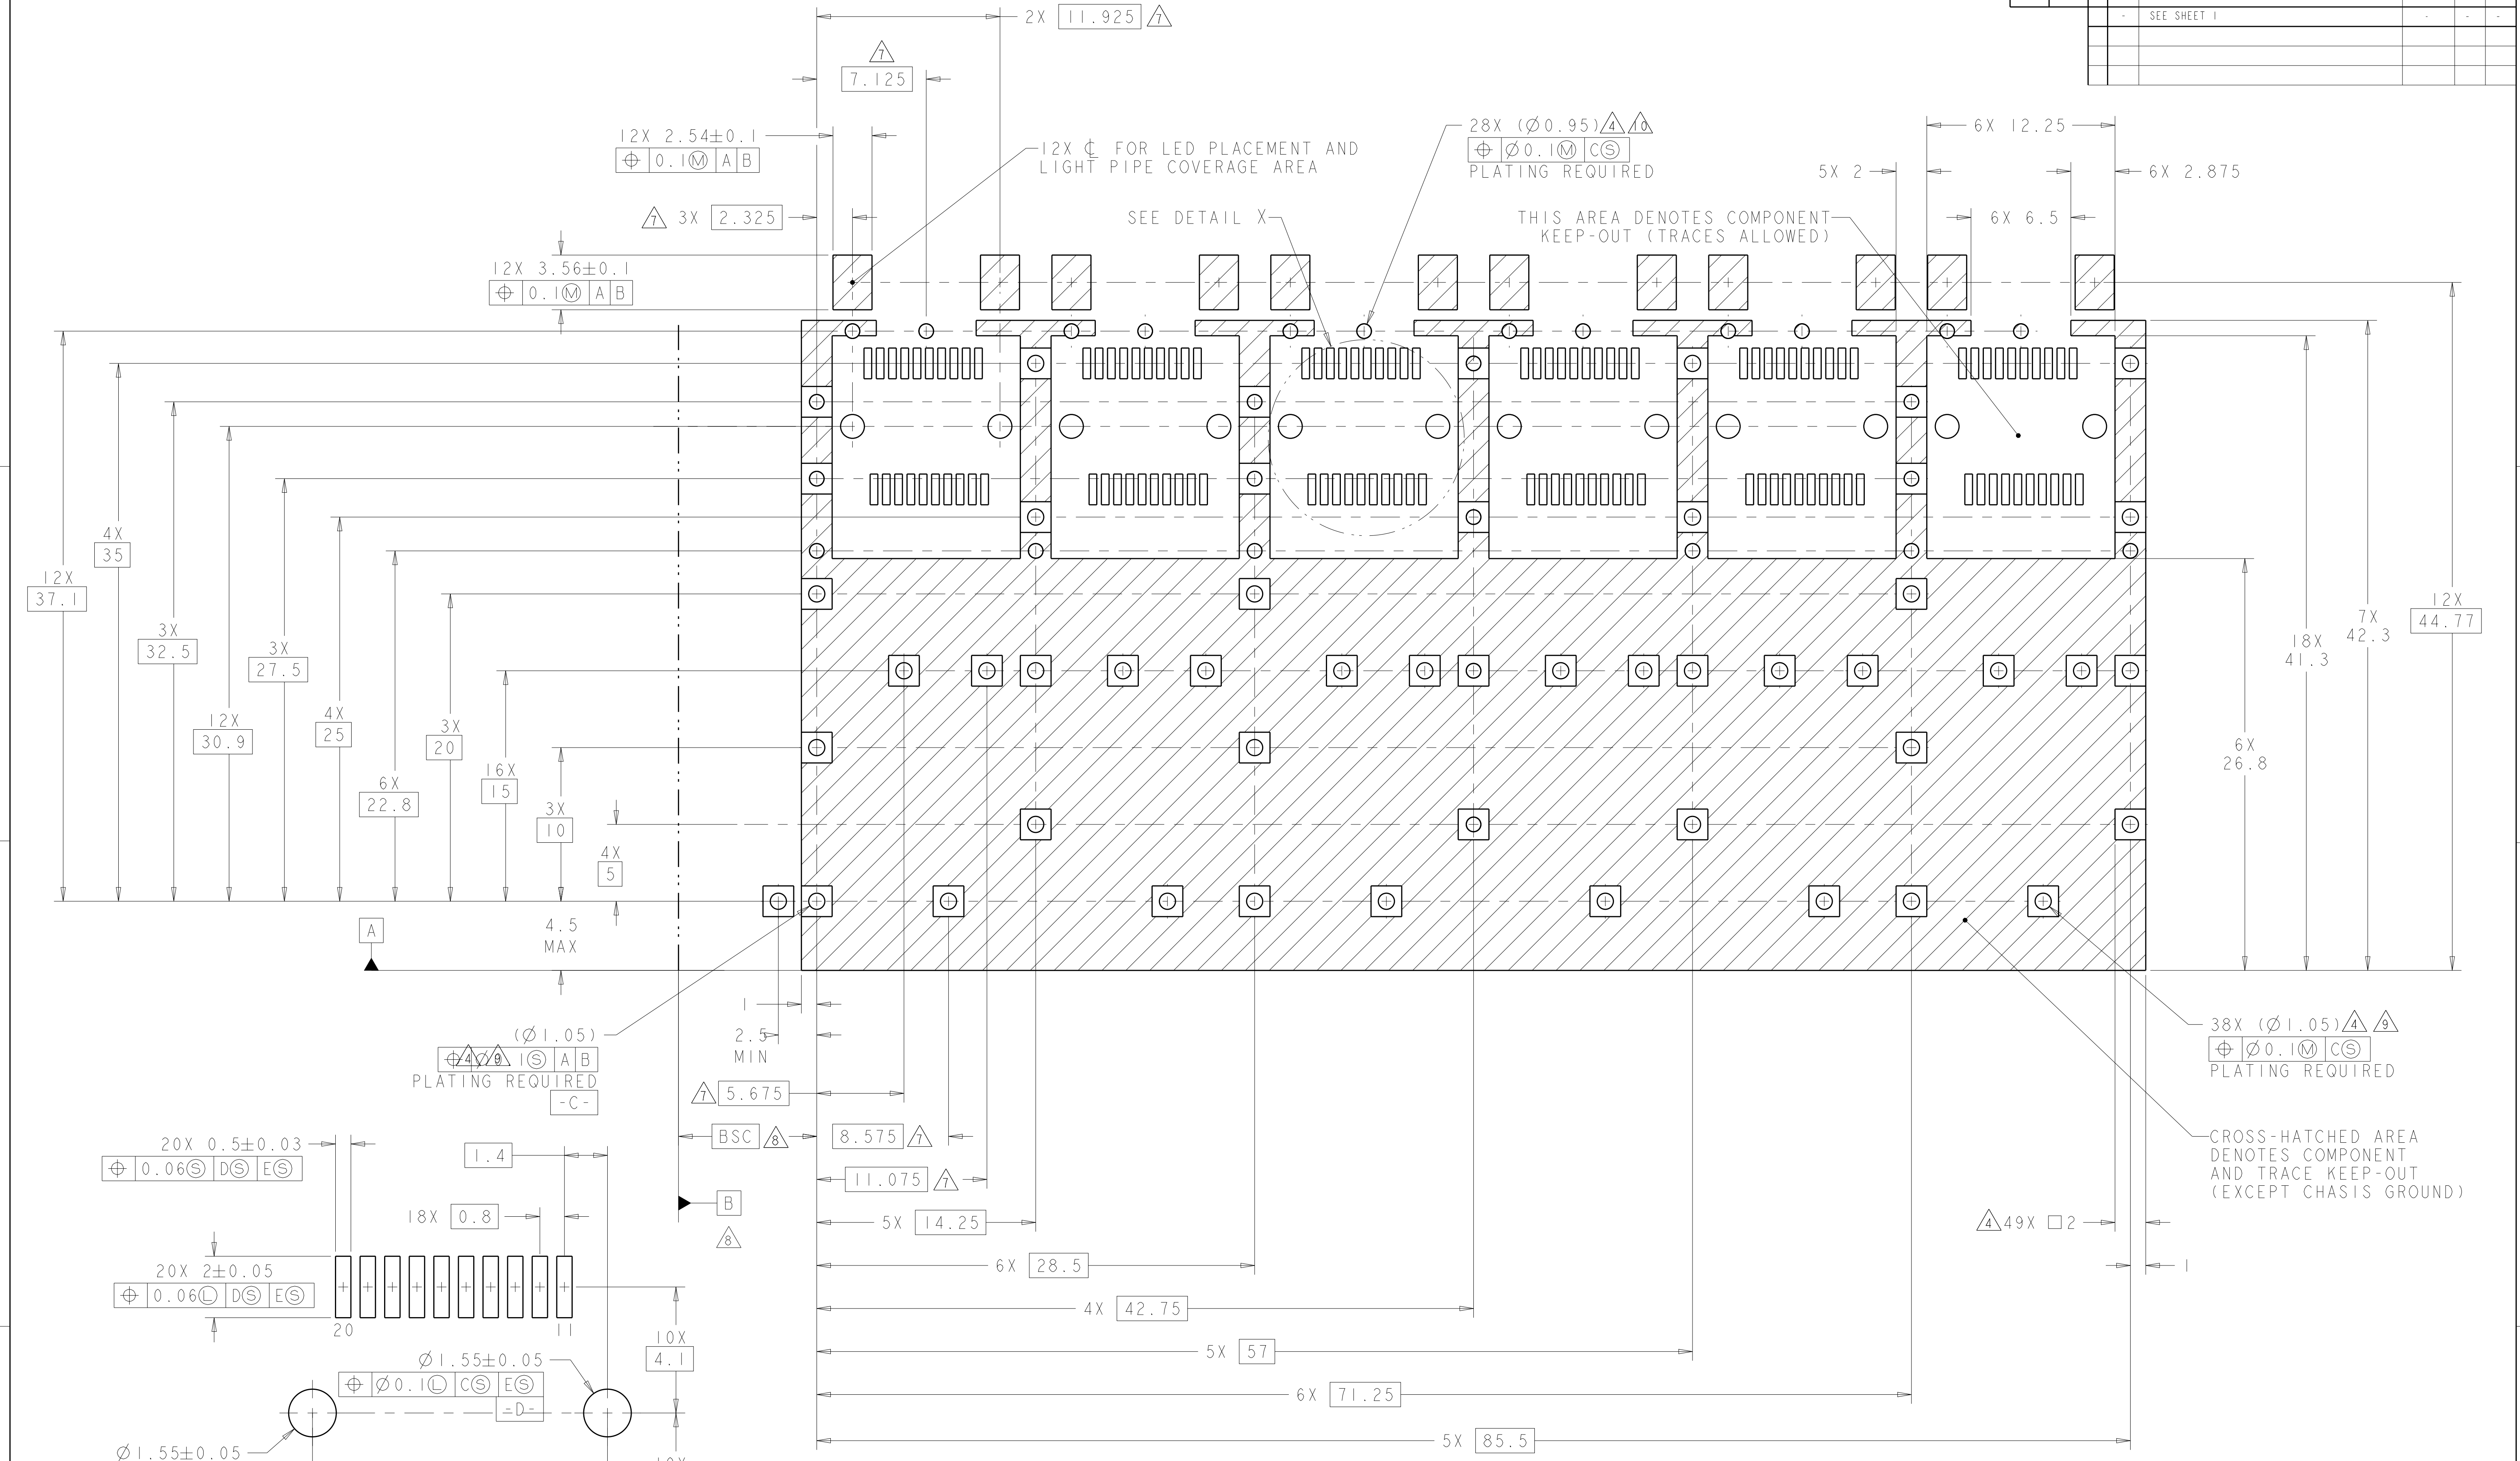 - SEE SHEET 1 - - -
2X 11.925 7
7
7.125
12X 2.54±0.1
⌖ 0.1Ⓜ A B
12X ℄ FOR LED PLACEMENT AND
LIGHT PIPE COVERAGE AREA
28X (Ø0.95) 4 10
⌖ Ø0.1Ⓜ CⓈ
PLATING REQUIRED
6X 12.25
5X 2
6X 2.875
7 3X 2.325
SEE DETAIL X
THIS AREA DENOTES COMPONENT
KEEP-OUT (TRACES ALLOWED)
6X 6.5
12X 3.56±0.1
⌖ 0.1Ⓜ A B
12X
37.1
4X
35
3X
32.5
12X
30.9
3X
27.5
4X
25
6X
22.8
3X
20
16X
15
3X
10
4X
5
6X
26.8
18X
41.3
7X
42.3
12X
44.77
A
4.5
MAX
1
2.5
MIN
(Ø1.05)
4 9
⌖ Ø 1Ⓢ A B
PLATING REQUIRED
-C-
7 5.675
BSC 8
8.575 7
11.075 7
B
8
5X 14.25
6X 28.5
4X 42.75
5X 57
6X 71.25
5X 85.5
38X (Ø1.05) 4 9
⌖ Ø0.1Ⓜ CⓈ
PLATING REQUIRED
CROSS-HATCHED AREA
DENOTES COMPONENT
AND TRACE KEEP-OUT
(EXCEPT CHASIS GROUND)
4 49X □2
1
20X 0.5±0.03
⌖ 0.06Ⓢ DⓈ EⓈ
1.4
18X 0.8
20X 2±0.05
⌖ 0.06Ⓛ DⓈ EⓈ
20
11
10X
4.1
Ø1.55±0.05
⌖ Ø0.1Ⓛ CⓈ EⓈ
-D-
Ø1.55±0.05
10X